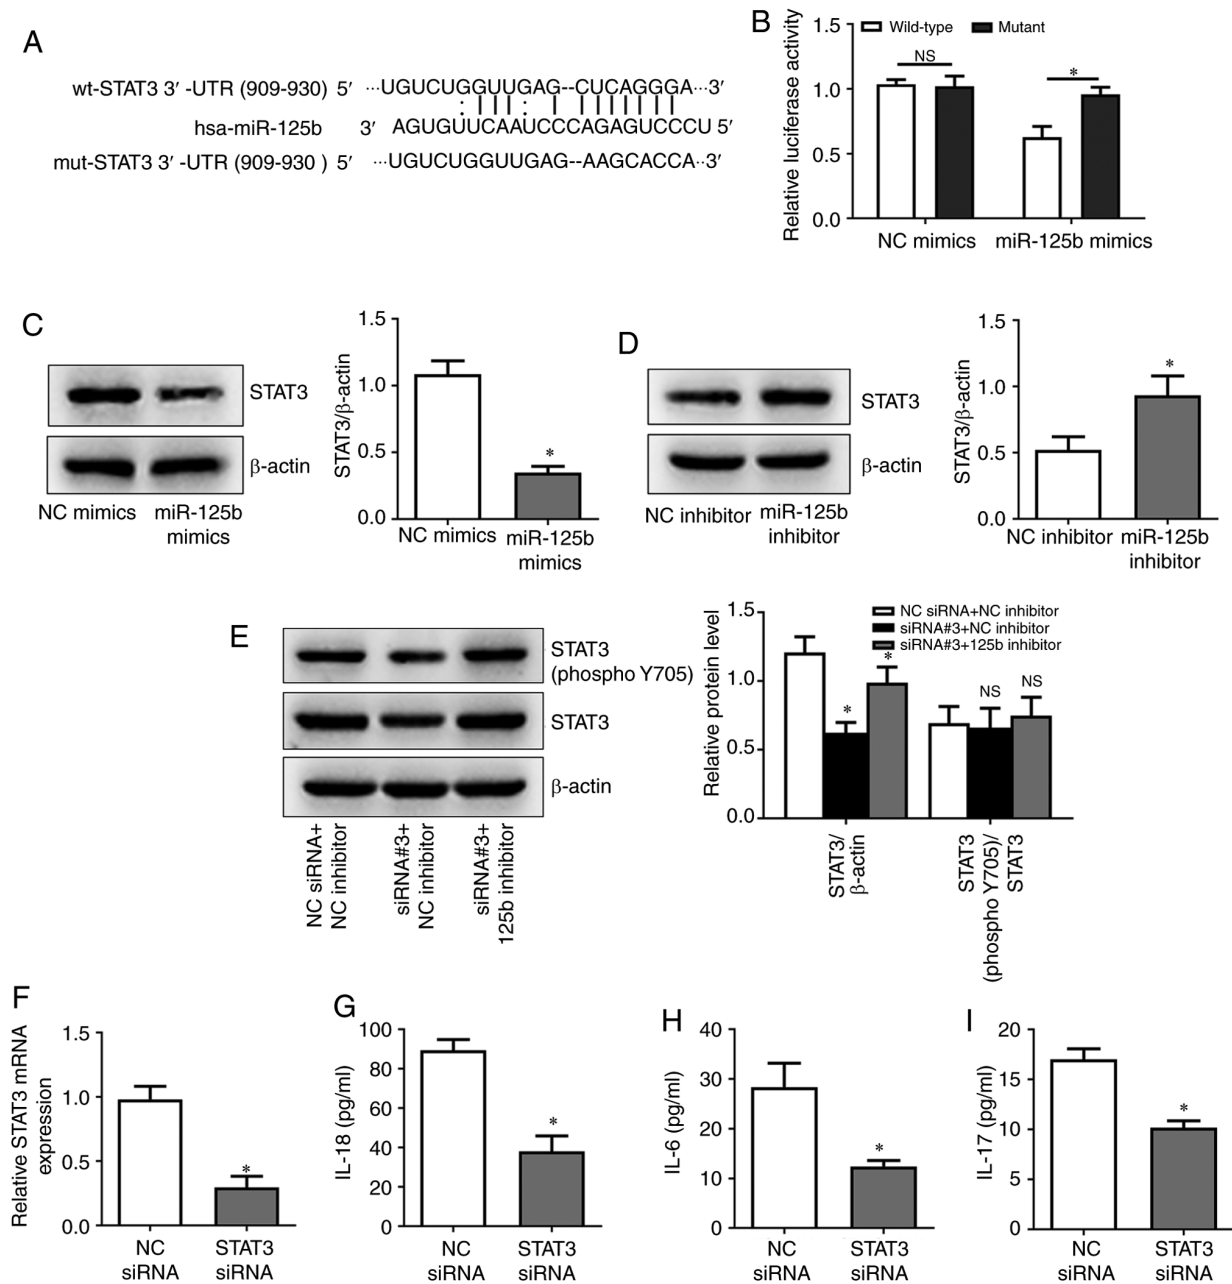 A
wt-STAT3 3′ -UTR (909-930) 5′ ···UGUCUGGUUGAG--CUCAGGGA···3′
hsa-miR-125b 3′ AGUGUUCAAUCCCAGAGUCCCU 5′
mut-STAT3 3′ -UTR (909-930 ) 5′ ···UGUCUGGUUGAG--AAGCACCA···3′
B
Wild-type Mutant
NS
*
Relative luciferase activity
1.5
1.0
0.5
0.0
NC mimics miR-125b mimics
C
STAT3
β-actin
NC mimics miR-125b
mimics
STAT3/β-actin
1.5
1.0
0.5
0.0
*
NC mimics miR-125b
mimics
D
STAT3
β-actin
NC inhibitor miR-125b
inhibitor
STAT3/β-actin
1.5
1.0
0.5
0.0
*
NC inhibitor miR-125b
inhibitor
E
STAT3
(phospho Y705)
STAT3
β-actin
NC siRNA+
NC inhibitor
siRNA#3+
NC inhibitor
siRNA#3+
125b inhibitor
Relative protein level
1.5
1.0
0.5
0.0
NC siRNA+NC inhibitor
siRNA#3+NC inhibitor
siRNA#3+125b inhibitor
*
*
NS
NS
STAT3/
β-actin
STAT3
(phospho Y705)/
STAT3
F
Relative STAT3 mRNA
expression
1.5
1.0
0.5
0.0
*
NC
siRNA
STAT3
siRNA
G
IL-18 (pg/ml)
100
80
60
40
20
0
*
NC
siRNA
STAT3
siRNA
H
IL-6 (pg/ml)
40
30
20
10
0
*
NC
siRNA
STAT3
siRNA
I
IL-17 (pg/ml)
20
15
10
5
0
*
NC
siRNA
STAT3
siRNA